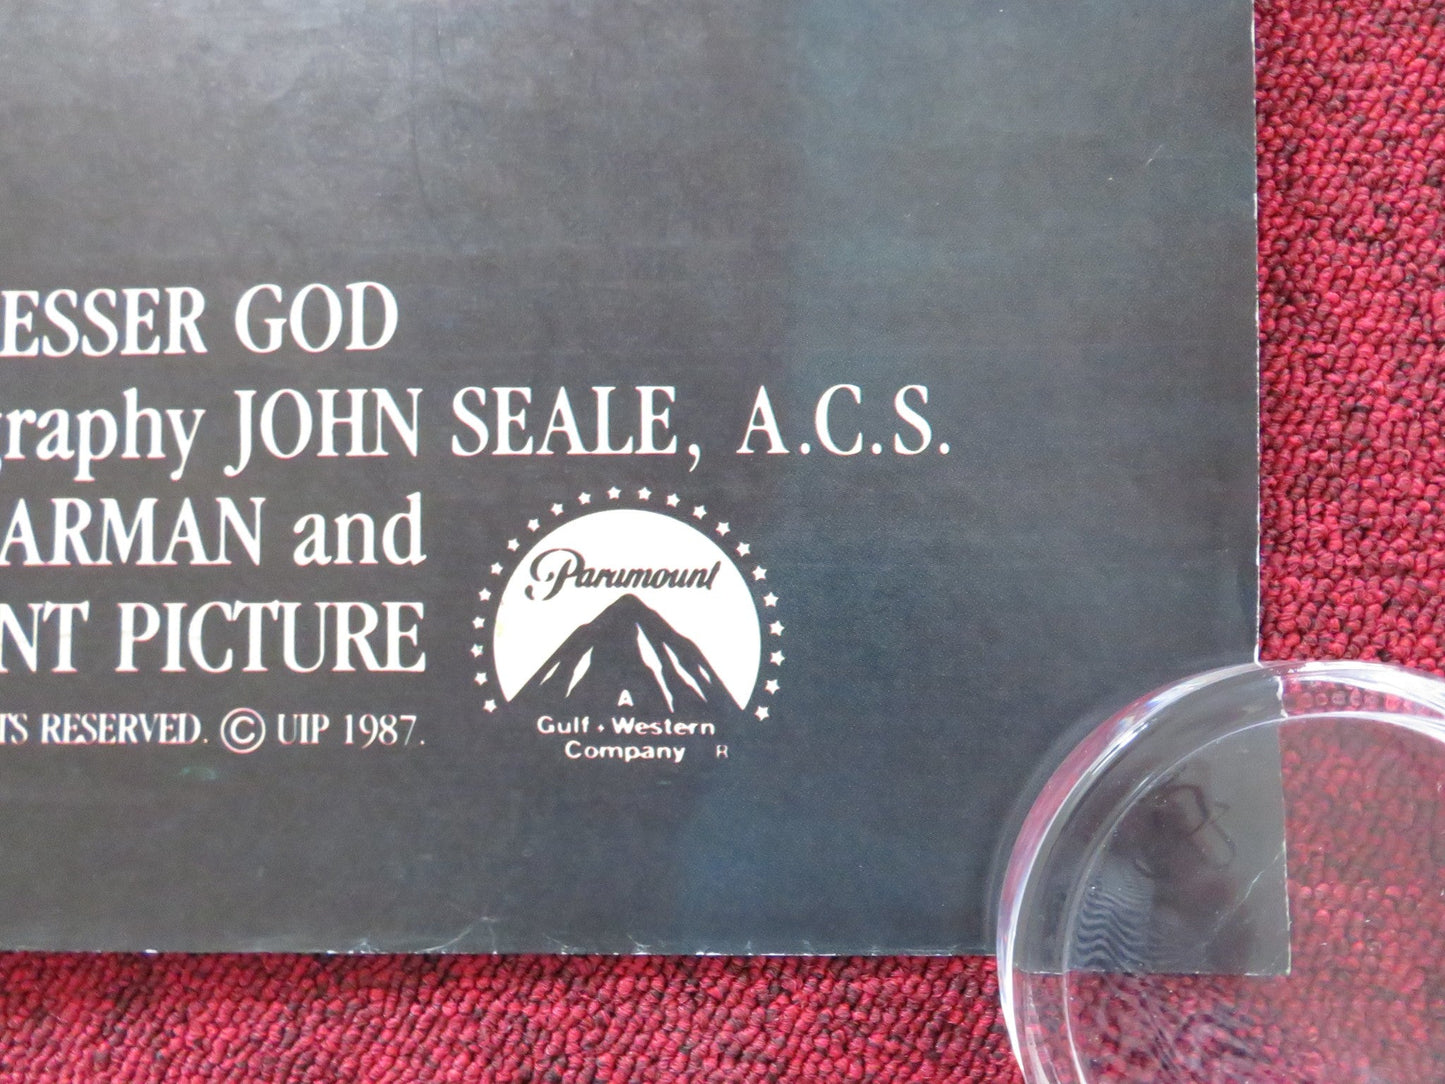 ESSER GOD
graphy JOHN SEALE, A.C.S.
ARMAN and
NT PICTURE
TS RESERVED. © UIP 1987.
Paramount
A
Gulf + Western
Company R